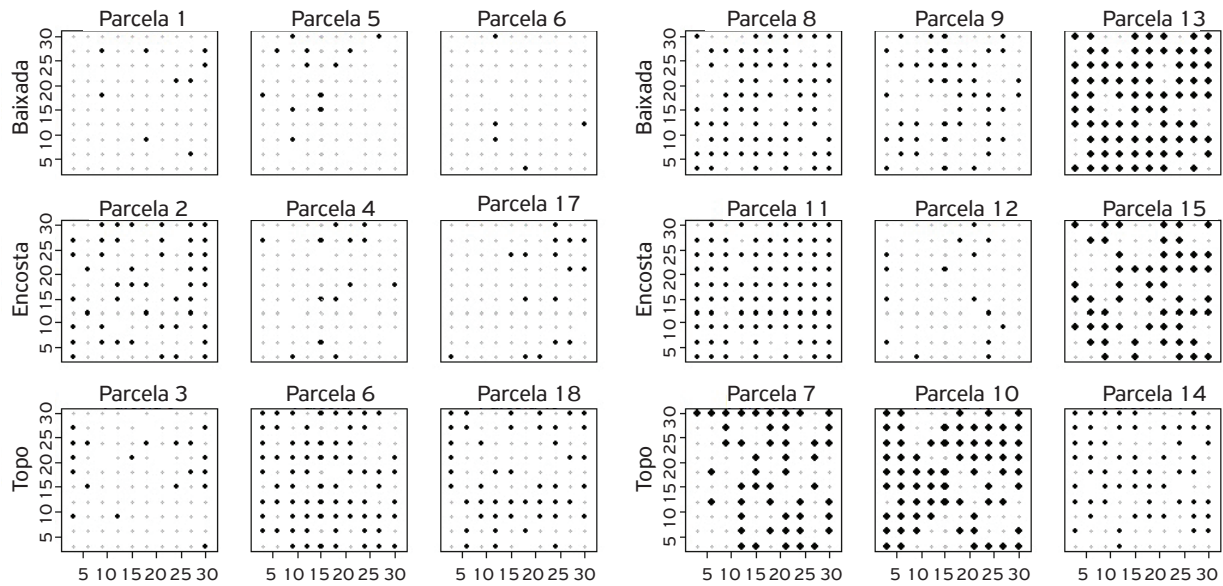 Parcela 1 Parcela 5 Parcela 6 Parcela 8 Parcela 9 Parcela 13
Baixada 5 10 15 20 25 30 Baixada 5 10 15 20 25 30
Parcela 2 Parcela 4 Parcela 17 Parcela 11 Parcela 12 Parcela 15
Encosta 5 10 15 20 25 30 Encosta 5 10 15 20 25 30
Parcela 3 Parcela 6 Parcela 18 Parcela 7 Parcela 10 Parcela 14
Topo 5 10 15 20 25 30 Topo 5 10 15 20 25 30
5 10 15 20 25 30 5 10 15 20 25 30 5 10 15 20 25 30 5 10 15 20 25 30 5 10 15 20 25 30 5 10 15 20 25 30